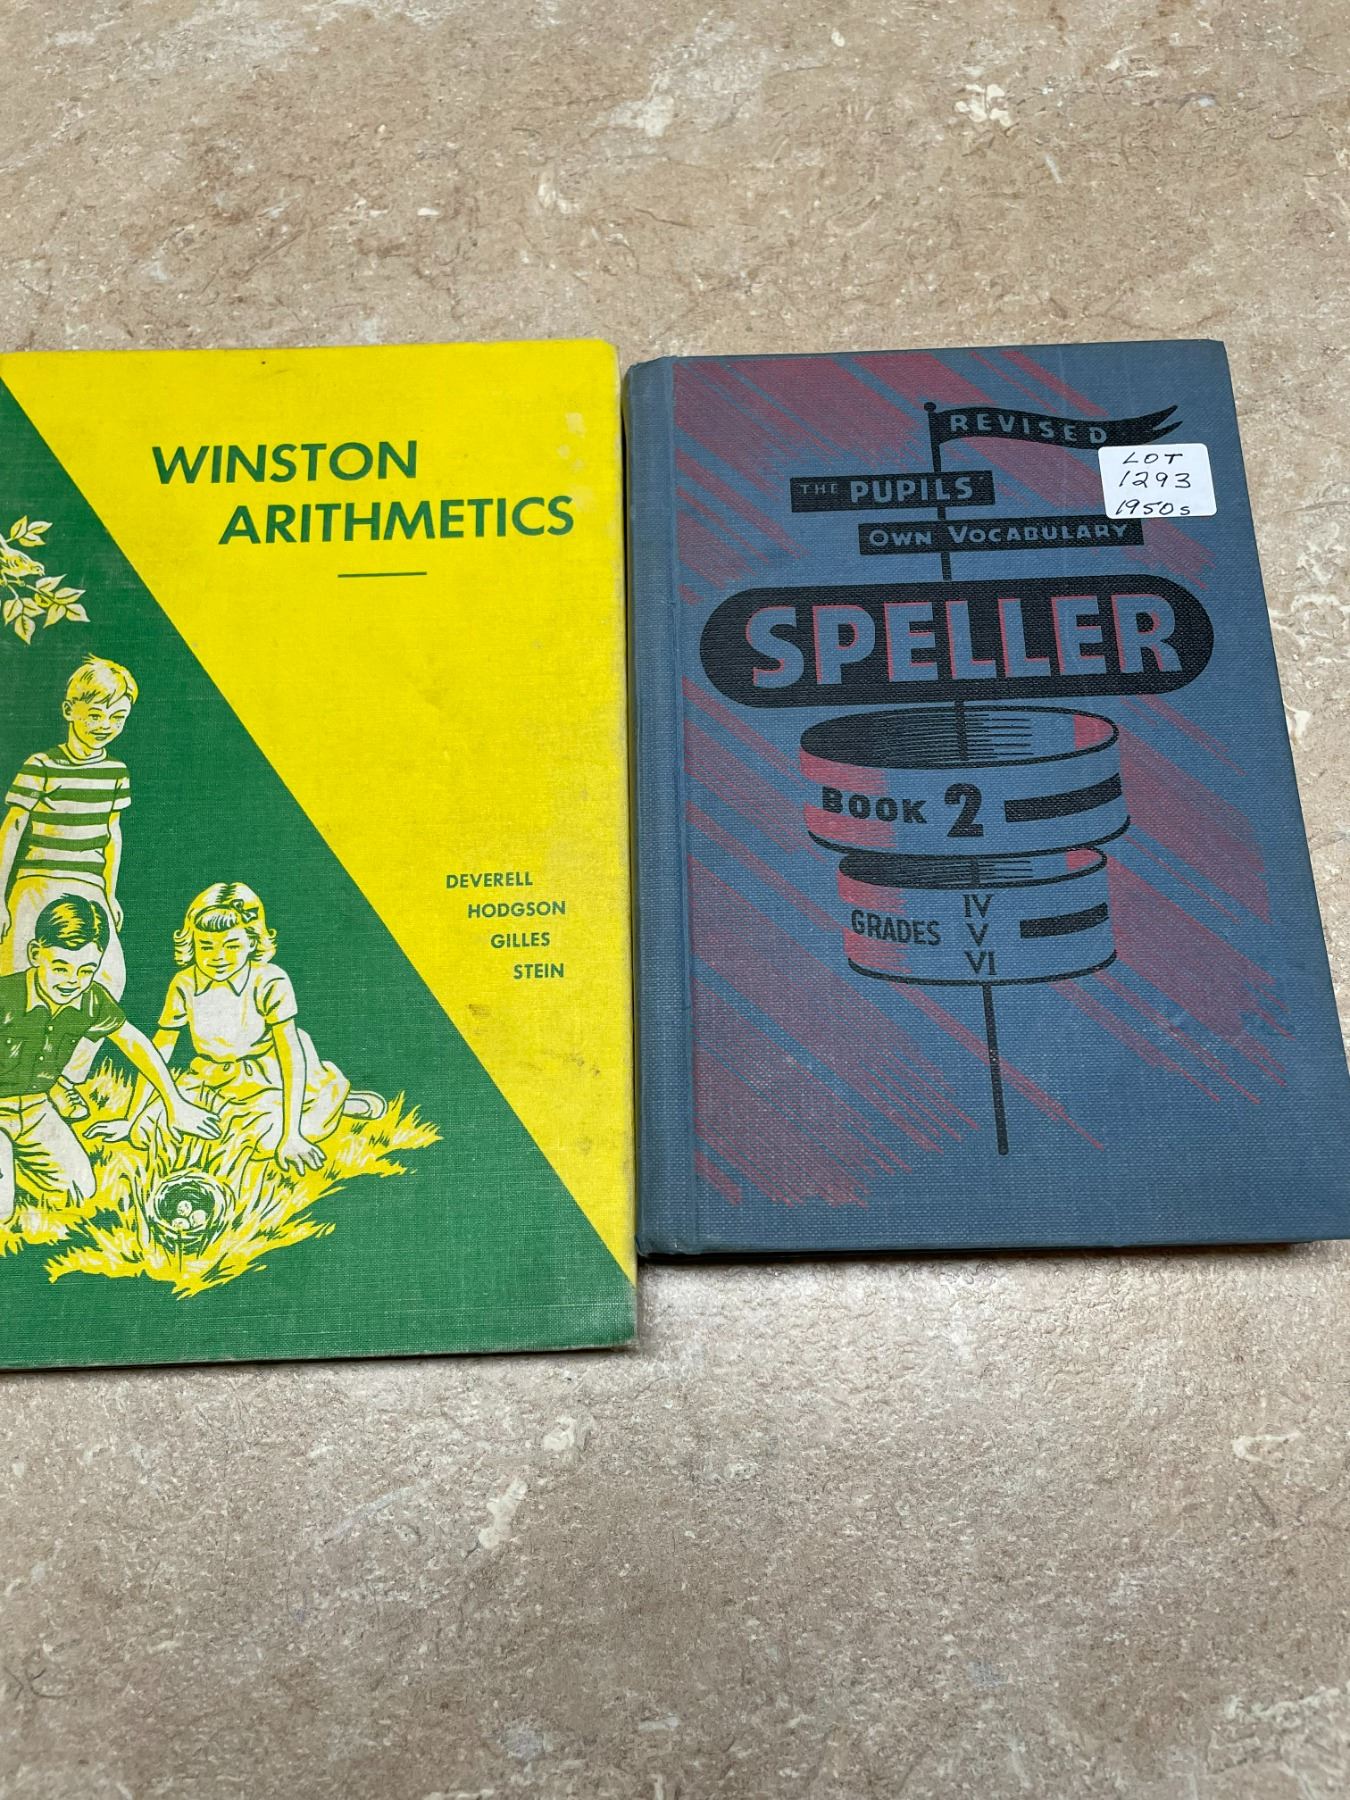 WINSTON
ARITHMETICS
DEVERELL
HODGSON
GILLES
STEIN
REVISED
THE PUPILS'
OWN VOCABULARY
SPELLER
BOOK 2
GRADES IV
V
VI
LOT
1293
1950s